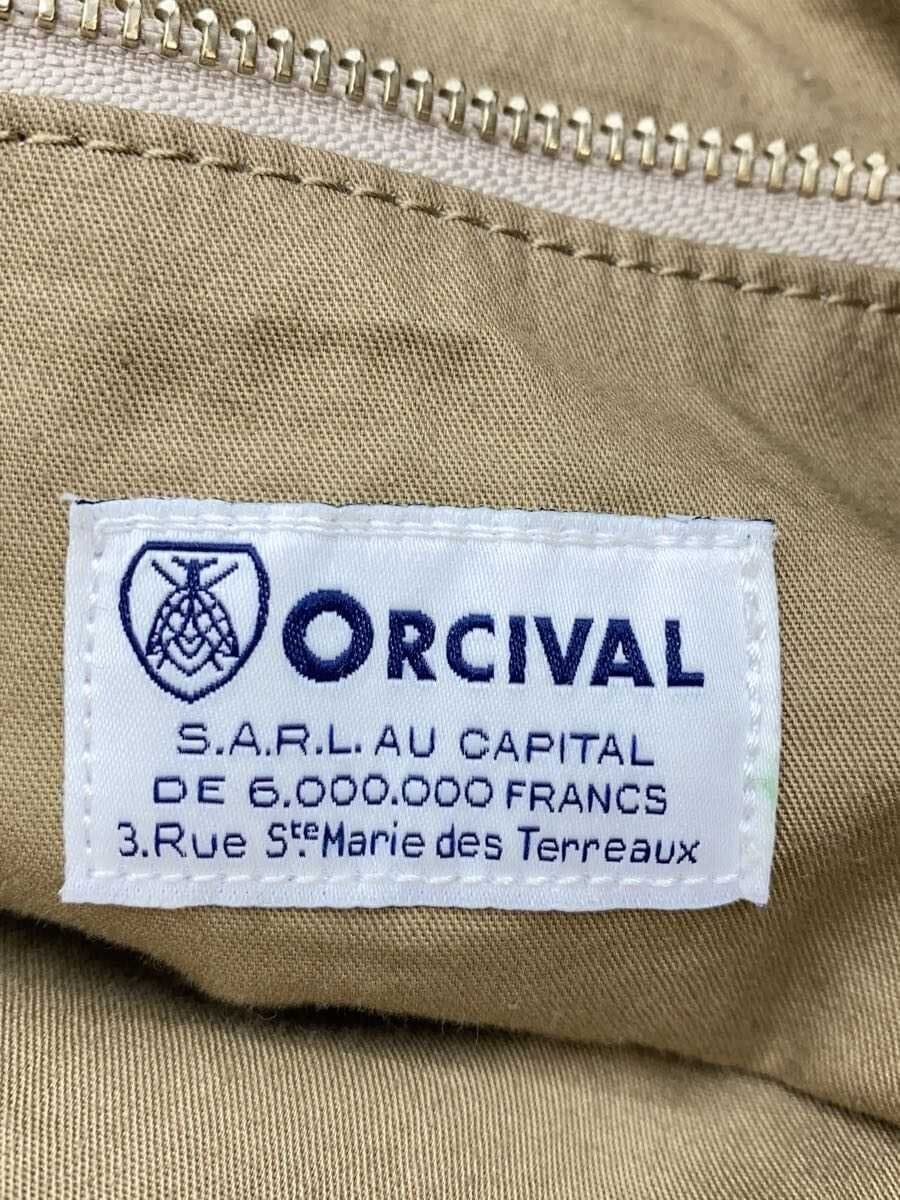 ORCIVAL
S.A.R.L. AU CAPITAL
DE 6.000.000 FRANCS
3.Rue Ste Marie des Terreaux